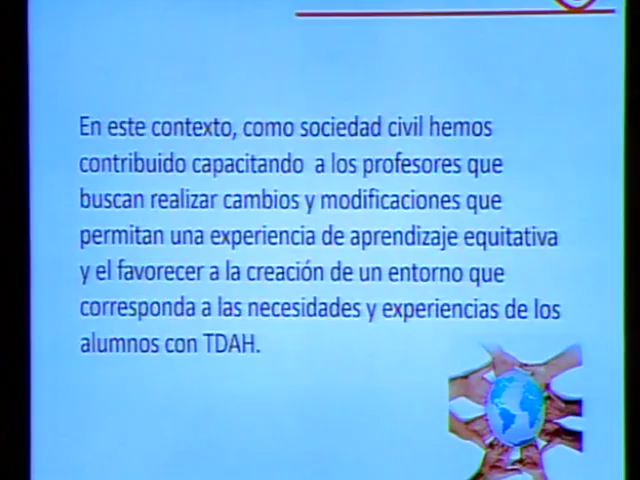 En este contexto, como sociedad civil hemos
contribuido capacitando a los profesores que
buscan realizar cambios y modificaciones que
permitan una experiencia de aprendizaje equitativa
y el favorecer a la creación de un entorno que
corresponda a las necesidades y experiencias de los
alumnos con TDAH.